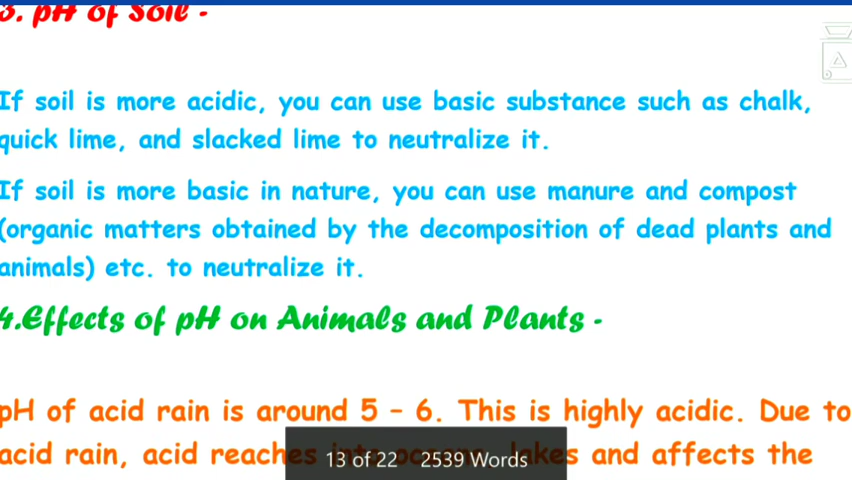 3. pH of Soil -
If soil is more acidic, you can use basic substance such as chalk,
quick lime, and slacked lime to neutralize it.
If soil is more basic in nature, you can use manure and compost
(organic matters obtained by the decomposition of dead plants and
animals) etc. to neutralize it.
4.Effects of pH on Animals and Plants -
pH of acid rain is around 5 – 6. This is highly acidic. Due to
acid rain, acid reaches into oceans, lakes and affects the
13 of 22 2539 Words